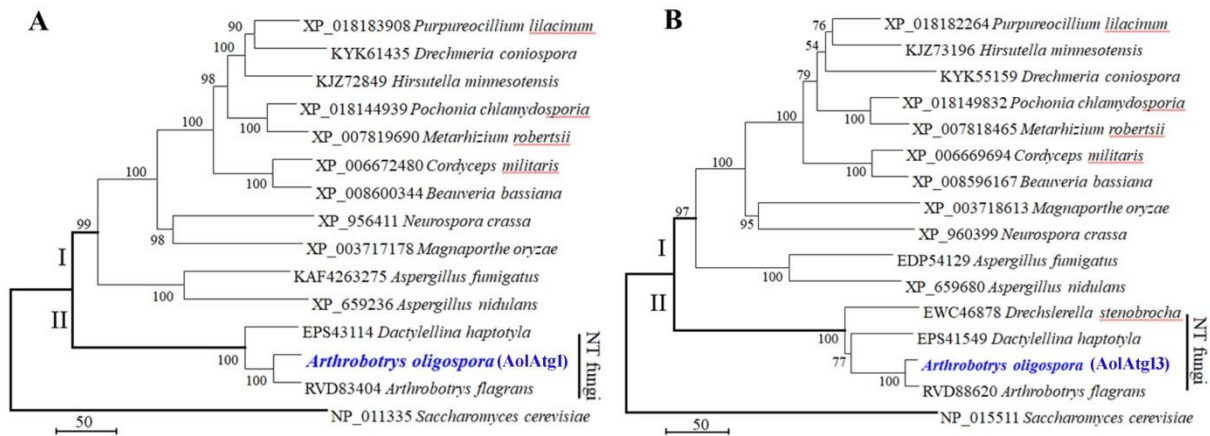 A
XP_018183908 Purpureocillium lilacinum
KYK61435 Drechmeria coniospora
KJZ72849 Hirsutella minnesotensis
XP_018144939 Pochonia chlamydosporia
XP_007819690 Metarhizium robertsii
XP_006672480 Cordyceps militaris
XP_008600344 Beauveria bassiana
XP_956411 Neurospora crassa
XP_003717178 Magnaporthe oryzae
KAF4263275 Aspergillus fumigatus
XP_659236 Aspergillus nidulans
EPS43114 Dactylellina haptotyla
Arthrobotrys oligospora (AolAtg1)
RVD83404 Arthrobotrys flagrans
NP_011335 Saccharomyces cerevisiae
90
100
98
100
100
100
100
98
99
100
100
100
I
II
NT fungi
50
B
XP_018182264 Purpureocillium lilacinum
KJZ73196 Hirsutella minnesotensis
KYK55159 Drechmeria coniospora
XP_018149832 Pochonia chlamydosporia
XP_007818465 Metarhizium robertsii
XP_006669694 Cordyceps militaris
XP_008596167 Beauveria bassiana
XP_003718613 Magnaporthe oryzae
XP_960399 Neurospora crassa
EDP54129 Aspergillus fumigatus
XP_659680 Aspergillus nidulans
EWC46878 Drechslerella stenobrocha
EPS41549 Dactylellina haptotyla
Arthrobotrys oligospora (AolAtg13)
RVD88620 Arthrobotrys flagrans
NP_015511 Saccharomyces cerevisiae
76
54
79
100
100
100
100
95
97
100
100
77
100
I
II
NT fungi
50